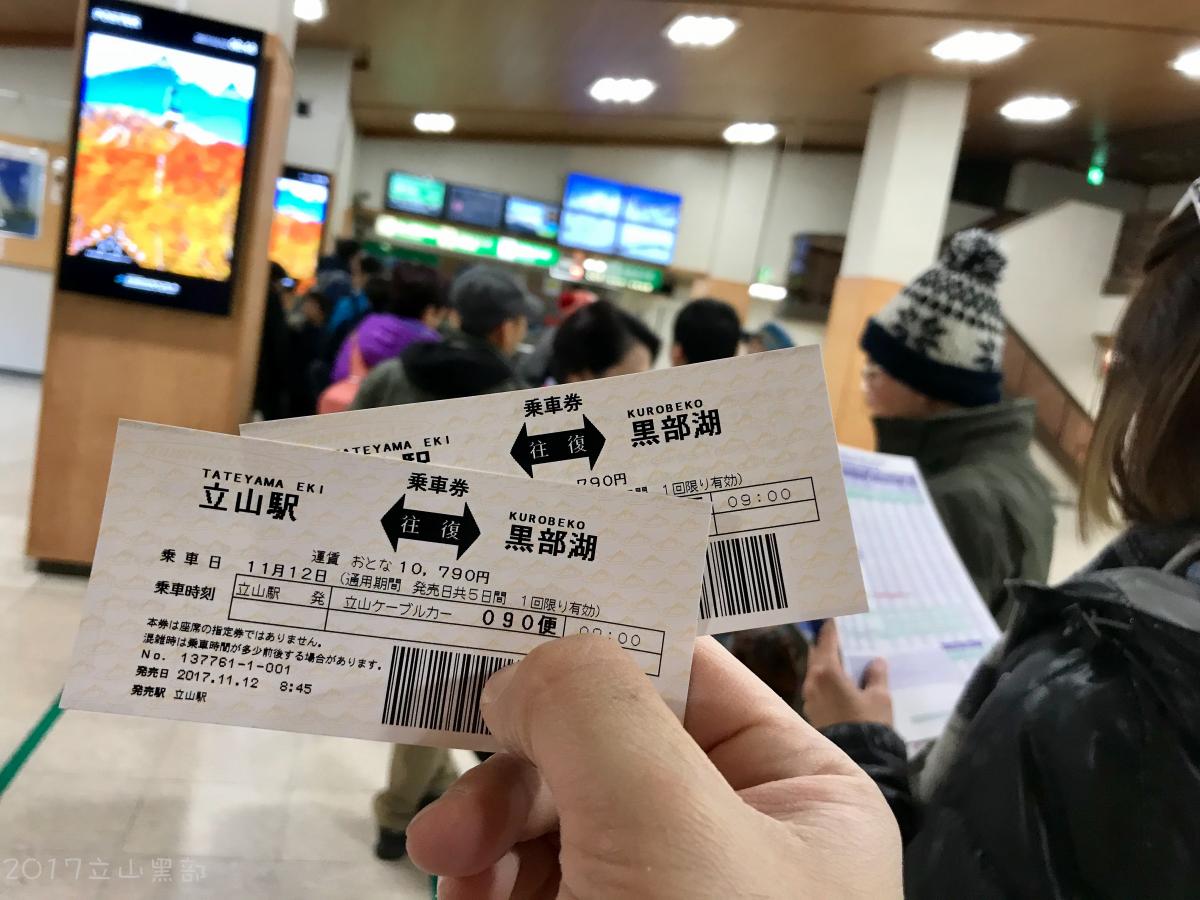 POSTER
乗車券
KUROBEKO
往 復
黒部湖
TATEYAMA EKI
790円
1回限り有効)
09:00
TATEYAMA EKI
立山駅
乗車券
往 復
KUROBEKO
黒部湖
運賃 おとな10,790円
乗車日 11月12日 (通用期間 発売日共5日間 1回限り有効)
乗車時刻 立山駅 発 立山ケーブルカー 090便 09:00
本券は座席の指定券ではありません。
混雑時は乗車時間が多少前後する場合があります。
No. 137761-1-001
発売日 2017.11.12 8:45
発売駅 立山駅
2017立山黑部